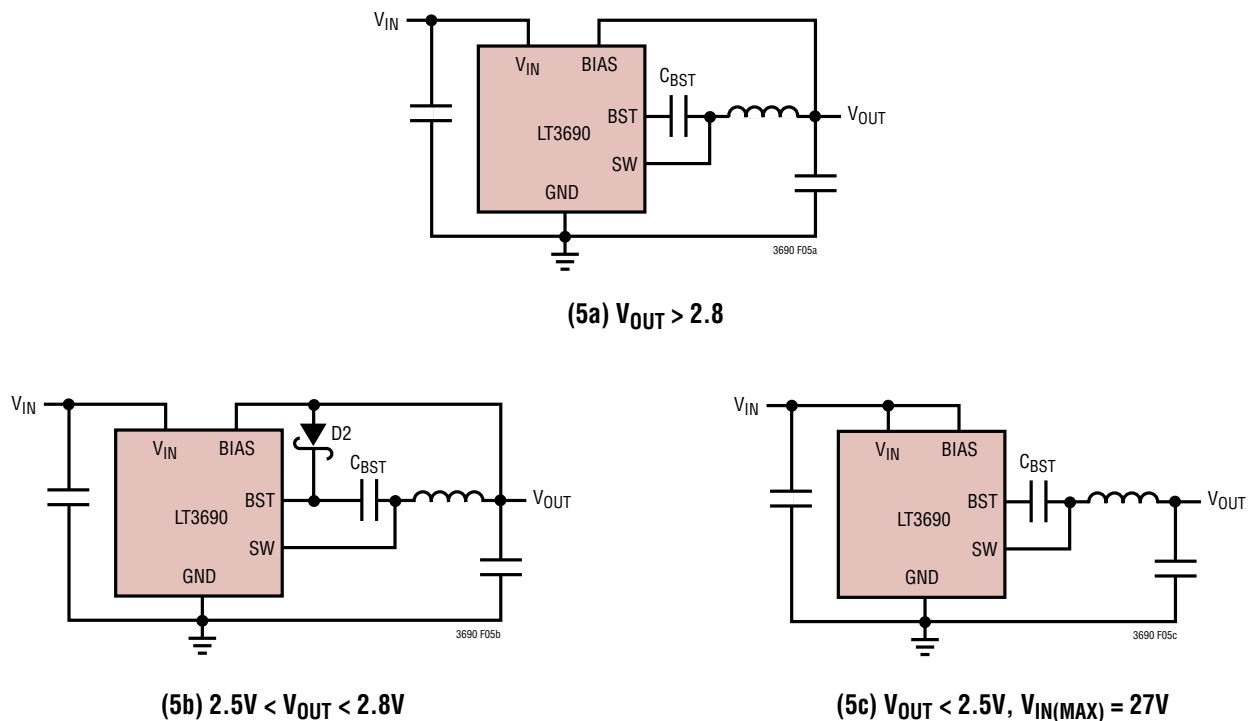 VIN
VIN BIAS
CBST
BST
VOUT
LT3690
SW
GND
3690 F05a
(5a) VOUT > 2.8
VIN
VIN BIAS
D2
CBST
BST
VOUT
LT3690
SW
GND
3690 F05b
(5b) 2.5V < VOUT < 2.8V
VIN
VIN BIAS
CBST
BST
VOUT
LT3690
SW
GND
3690 F05c
(5c) VOUT < 2.5V, VIN(MAX) = 27V